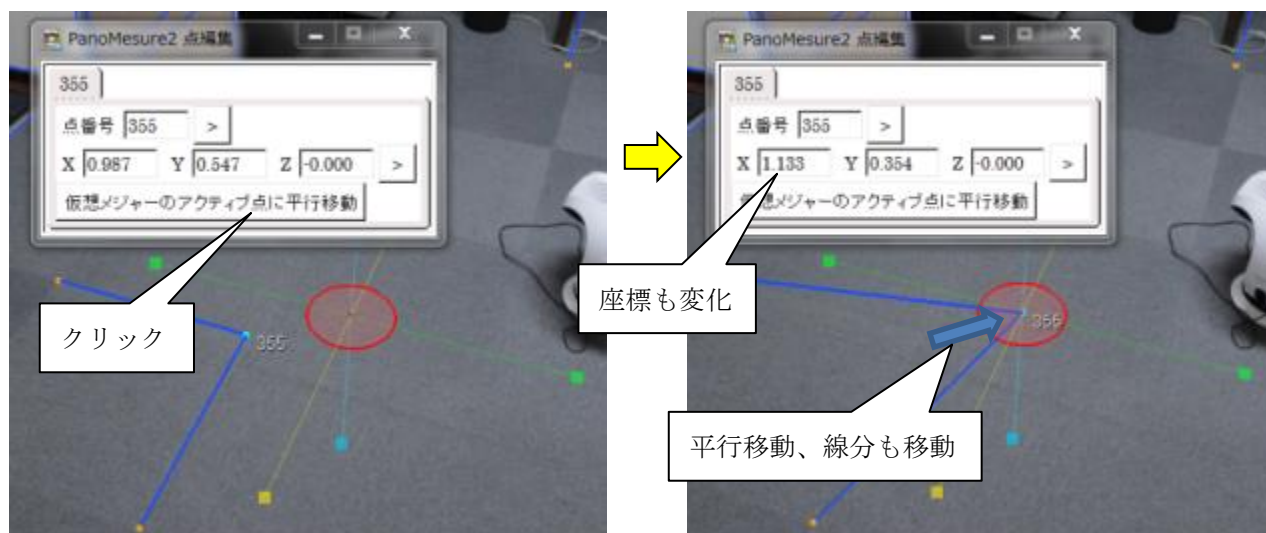 PanoMesure2 点編集
355
点番号 355 >
X 0.987 Y 0.547 Z -0.000 >
仮想メジャーのアクティブ点に平行移動
クリック
355
PanoMesure2 点編集
355
点番号 355 >
X 1.133 Y 0.354 Z -0.000 >
仮想メジャーのアクティブ点に平行移動
座標も変化
355
平行移動、線分も移動